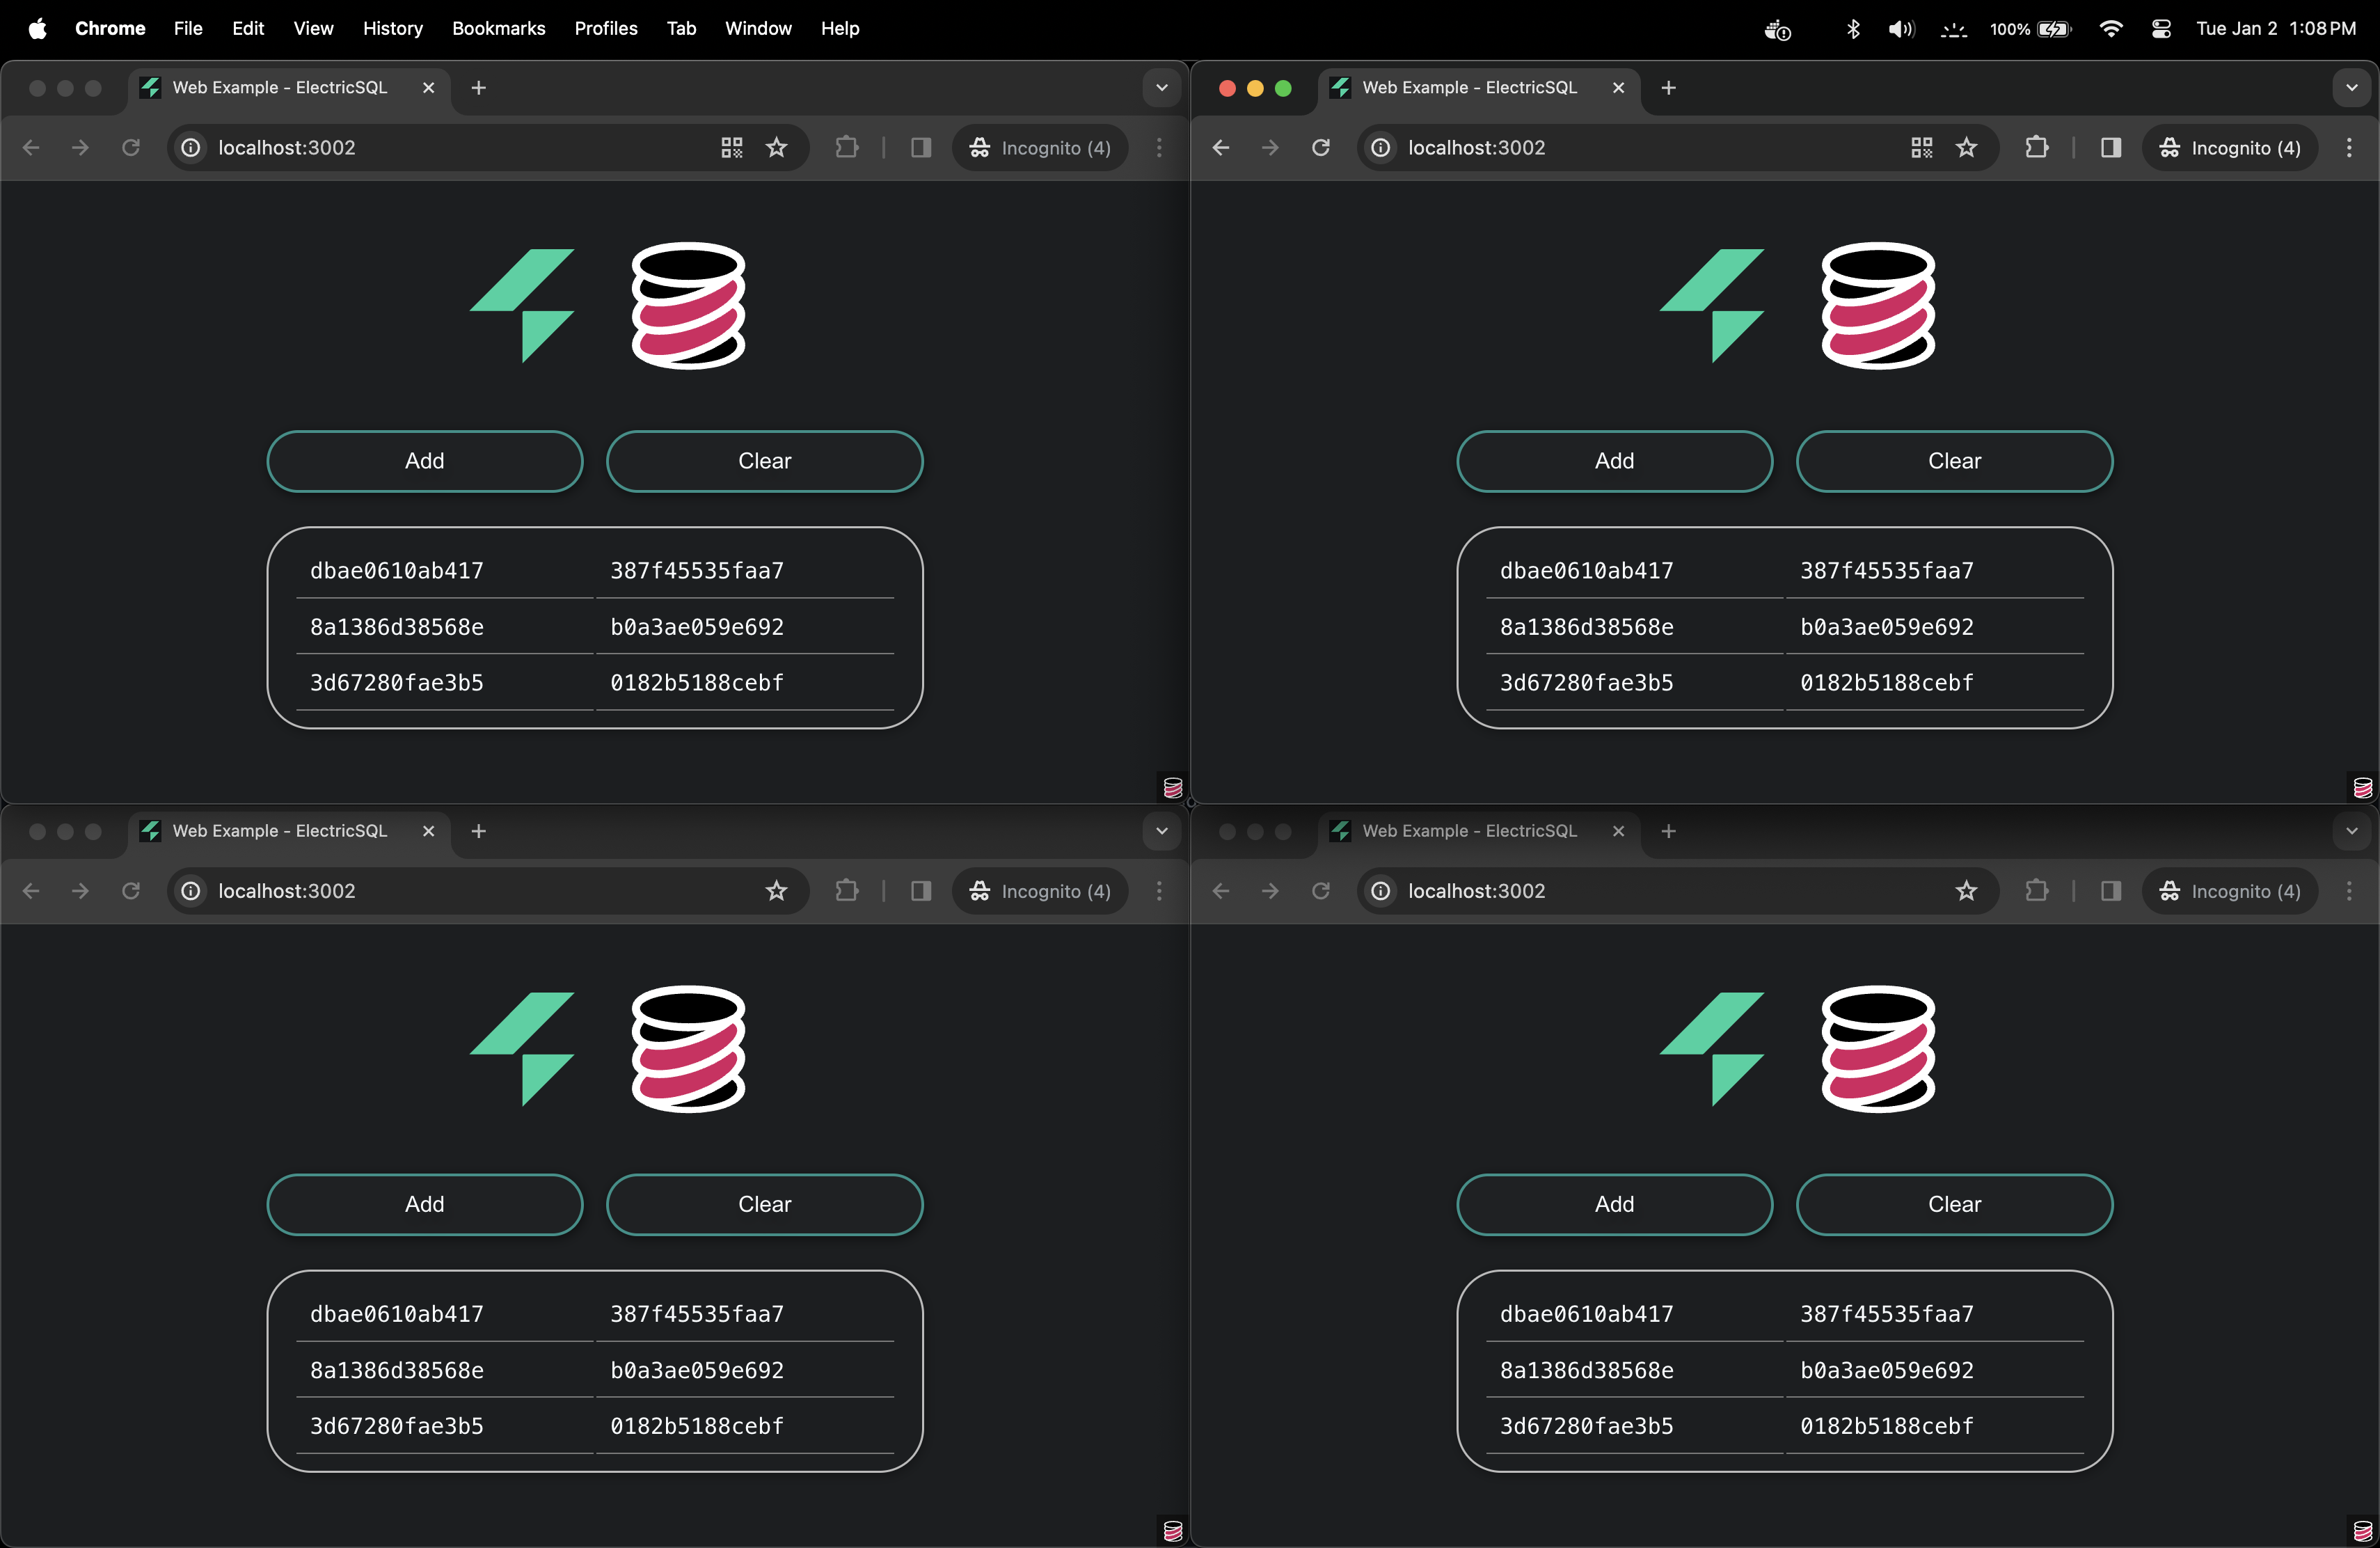 Chrome File Edit View History Bookmarks Profiles Tab Window Help 100% Tue Jan 2 1:08 PM
Web Example - ElectricSQL
localhost:3002 Incognito (4)
Add Clear
dbae0610ab417 387f45535faa7
8a1386d38568e b0a3ae059e692
3d67280fae3b5 0182b5188cebf
Web Example - ElectricSQL
localhost:3002 Incognito (4)
Add Clear
dbae0610ab417 387f45535faa7
8a1386d38568e b0a3ae059e692
3d67280fae3b5 0182b5188cebf
Web Example - ElectricSQL
localhost:3002 Incognito (4)
Add Clear
dbae0610ab417 387f45535faa7
8a1386d38568e b0a3ae059e692
3d67280fae3b5 0182b5188cebf
Web Example - ElectricSQL
localhost:3002 Incognito (4)
Add Clear
dbae0610ab417 387f45535faa7
8a1386d38568e b0a3ae059e692
3d67280fae3b5 0182b5188cebf